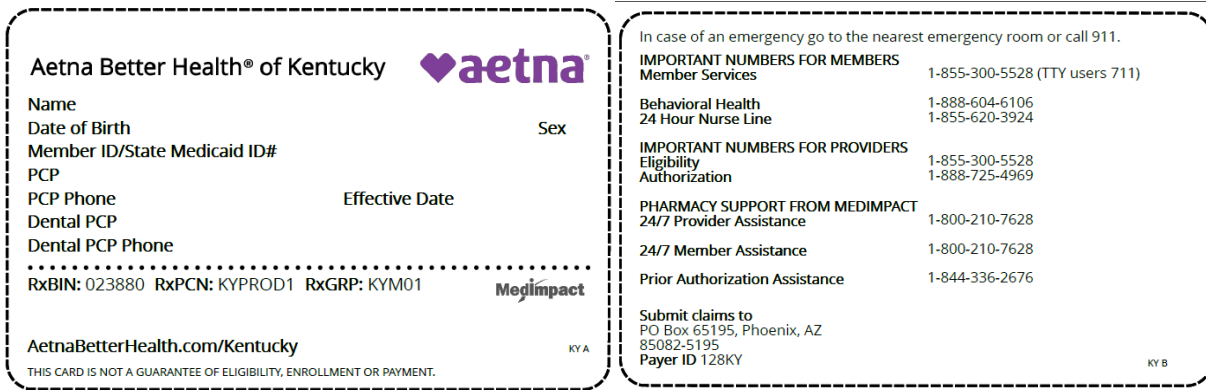 Aetna Better Health® of Kentucky aetna®
Name
Date of Birth Sex
Member ID/State Medicaid ID#
PCP
PCP Phone Effective Date
Dental PCP
Dental PCP Phone
RxBIN: 023880 RxPCN: KYPROD1 RxGRP: KYM01 MedImpact
AetnaBetterHealth.com/Kentucky KY A
THIS CARD IS NOT A GUARANTEE OF ELIGIBILITY, ENROLLMENT OR PAYMENT.
In case of an emergency go to the nearest emergency room or call 911.
IMPORTANT NUMBERS FOR MEMBERS
Member Services 1-855-300-5528 (TTY users 711)
Behavioral Health 1-888-604-6106
24 Hour Nurse Line 1-855-620-3924
IMPORTANT NUMBERS FOR PROVIDERS
Eligibility 1-855-300-5528
Authorization 1-888-725-4969
PHARMACY SUPPORT FROM MEDIMPACT
24/7 Provider Assistance 1-800-210-7628
24/7 Member Assistance 1-800-210-7628
Prior Authorization Assistance 1-844-336-2676
Submit claims to
PO Box 65195, Phoenix, AZ
85082-5195
Payer ID 128KY KY B